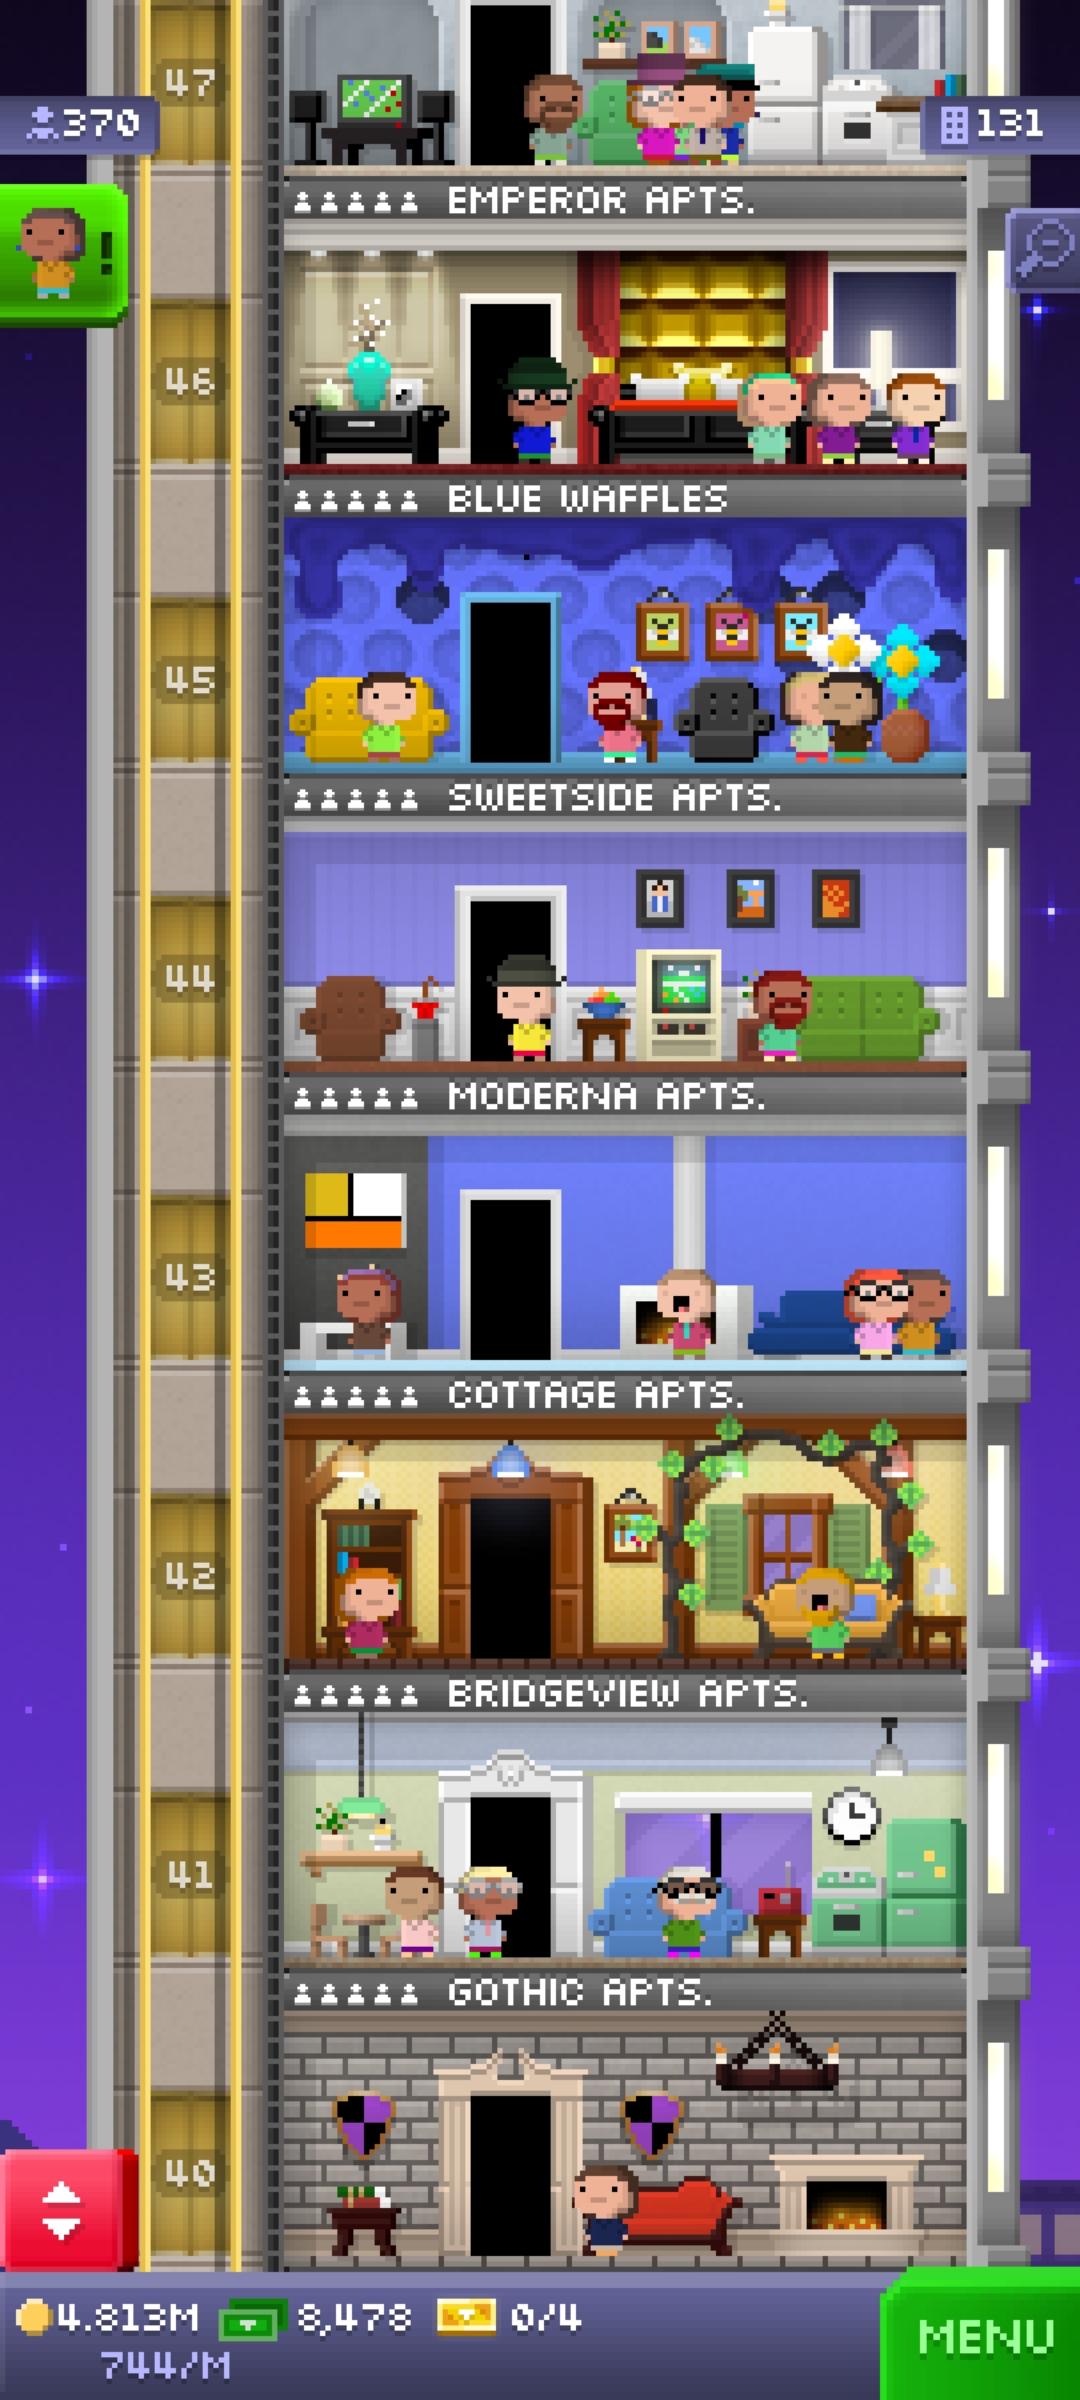 47
370
131
EMPEROR APTS.
!
46
BLUE WAFFLES
45
SWEETSIDE APTS.
44
MODERNA APTS.
43
COTTAGE APTS.
42
BRIDGEVIEW APTS.
41
GOTHIC APTS.
40
4.813M 8,478 0/4
744/M
MENU